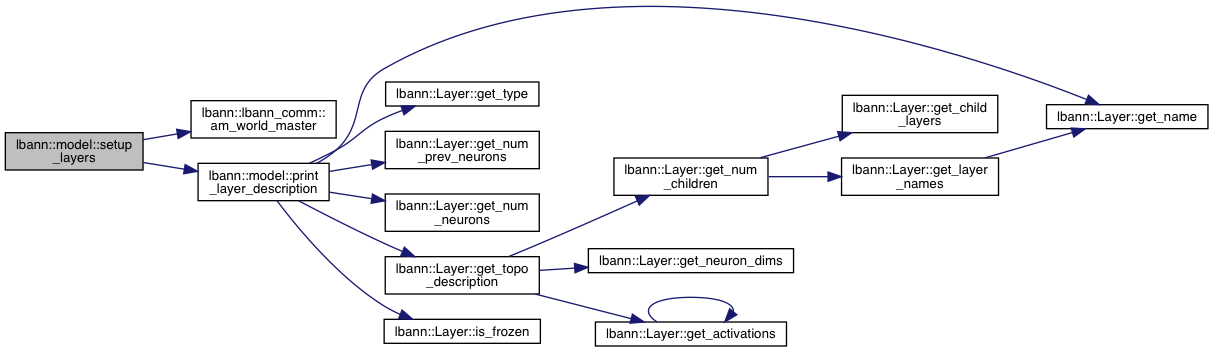 lbann::model::setup
_layers
lbann::lbann_comm::
am_world_master
lbann::model::print
_layer_description
lbann::Layer::get_type
lbann::Layer::get_num
_prev_neurons
lbann::Layer::get_num
_neurons
lbann::Layer::get_topo
_description
lbann::Layer::is_frozen
lbann::Layer::get_num
_children
lbann::Layer::get_neuron_dims
lbann::Layer::get_activations
lbann::Layer::get_child
_layers
lbann::Layer::get_layer
_names
lbann::Layer::get_name